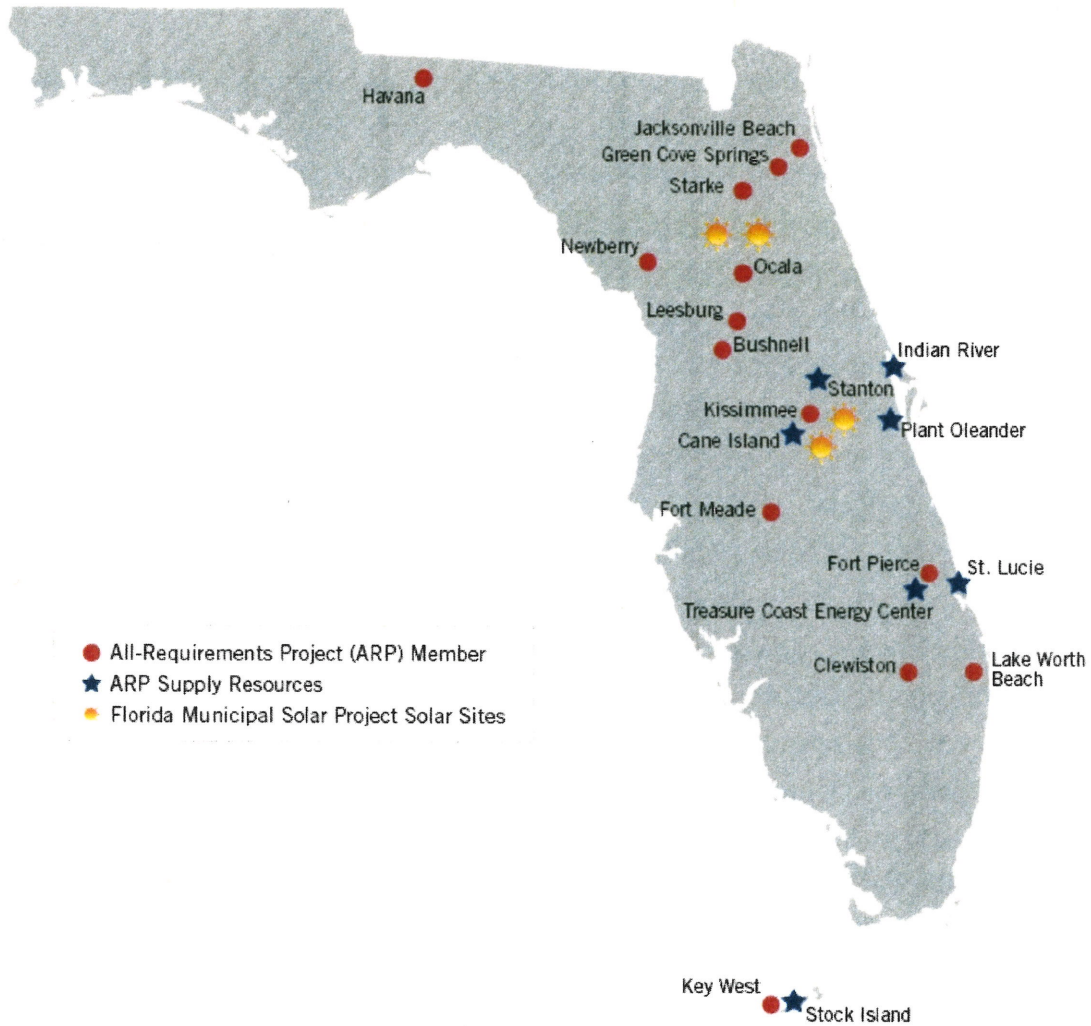 Havana
Jacksonville Beach
Green Cove Springs
Starke
Newberry
Ocala
Leesburg
Bushnell
Indian River
Stanton
Kissimmee
Plant Oleander
Cane Island
Fort Meade
Fort Pierce
St. Lucie
Treasure Coast Energy Center
All-Requirements Project (ARP) Member
ARP Supply Resources
Florida Municipal Solar Project Solar Sites
Clewiston
Lake Worth
Beach
Key West
Stock Island